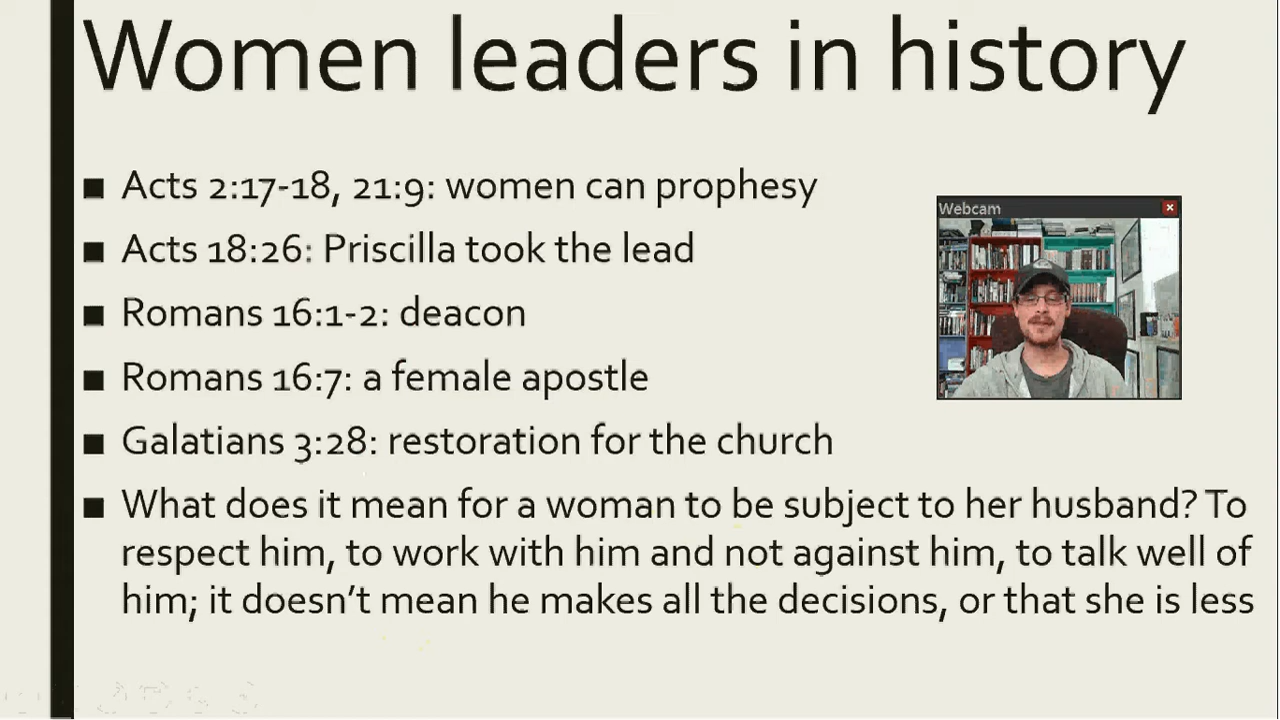 Women leaders in history
■ Acts 2:17-18, 21:9: women can prophesy
■ Acts 18:26: Priscilla took the lead
■ Romans 16:1-2: deacon
■ Romans 16:7: a female apostle
■ Galatians 3:28: restoration for the church
■ What does it mean for a woman to be subject to her husband? To
respect him, to work with him and not against him, to talk well of
him; it doesn't mean he makes all the decisions, or that she is less
Webcam